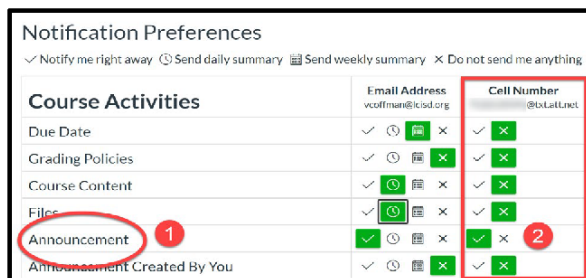 Notification Preferences
✓ Notify me right away Send daily summary Send weekly summary × Do not send me anything
Course Activities
Email Address
vcoffman@lcisd.org
Cell Number
@txt.att.net
Due Date
Grading Policies
Course Content
Files
Announcement
1
2
Announcement Created By You